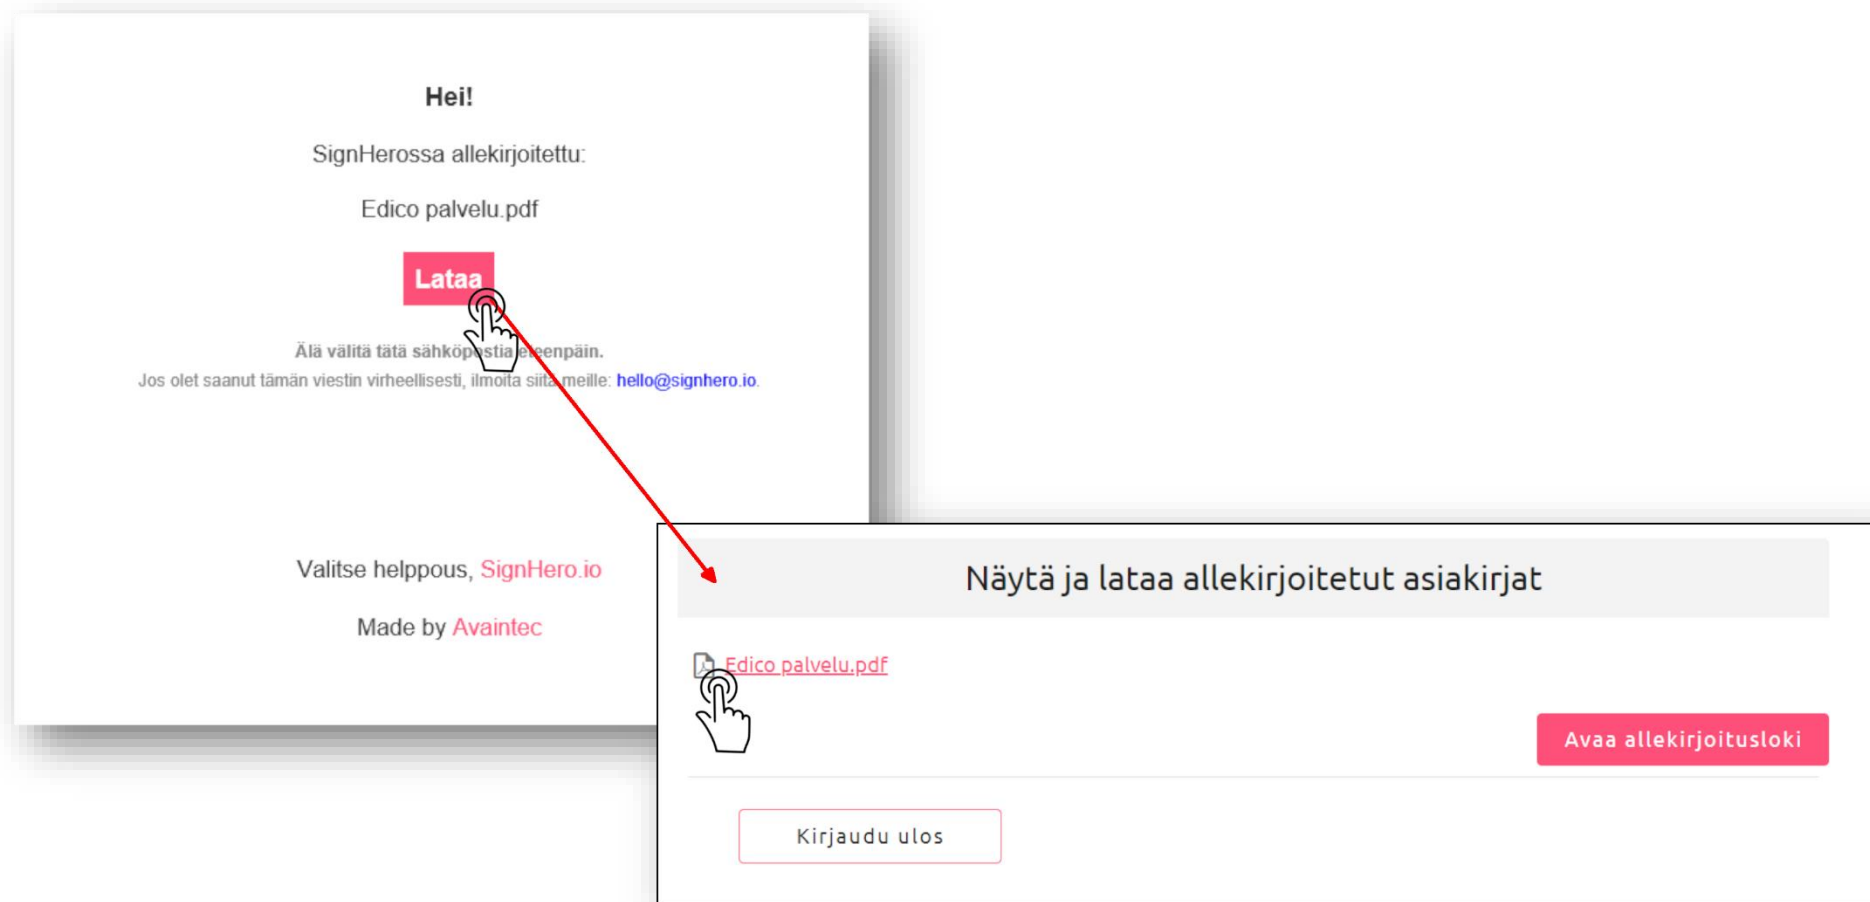 Hei!
SignHerossa allekirjoitettu:
Edico palvelu.pdf
Lataa
Älä välitä tätä sähköpostia eteenpäin.
Jos olet saanut tämän viestin virheellisesti, ilmoita siitä meille: hello@signhero.io.
Valitse helppous, SignHero.io
Made by Avaintec
Näytä ja lataa allekirjoitetut asiakirjat
Edico palvelu.pdf
Avaa allekirjoitusloki
Kirjaudu ulos